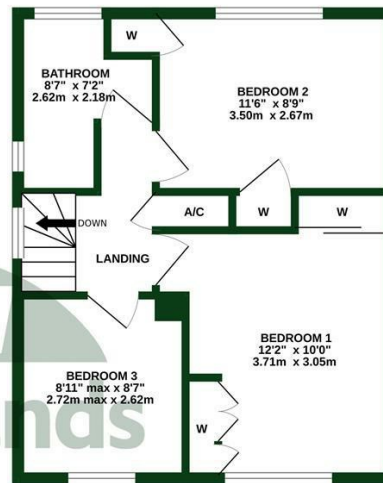 W
BATHROOM
8'7" x 7'2"
2.62m x 2.18m
BEDROOM 2
11'6" x 8'9"
3.50m x 2.67m
DOWN
A/C
W
W
LANDING
BEDROOM 1
12'2" x 10'0"
3.71m x 3.05m
BEDROOM 3
8'11" max x 8'7"
2.72m max x 2.62m
W
nds